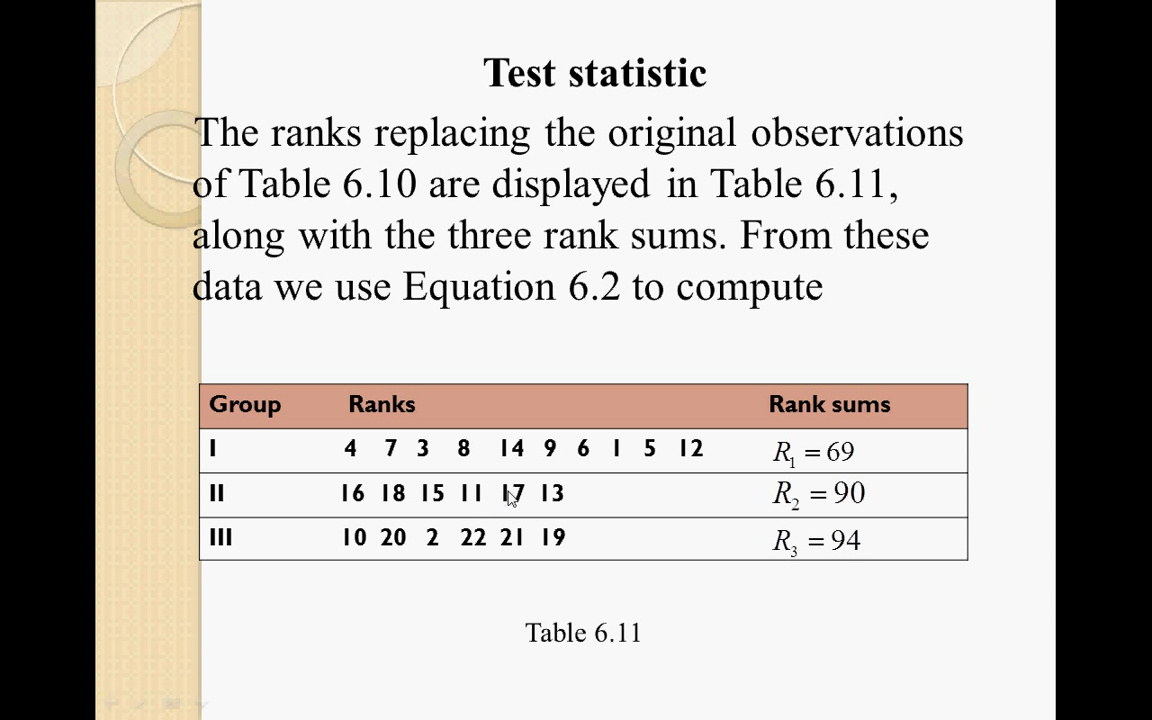 Test statistic
The ranks replacing the original observations
of Table 6.10 are displayed in Table 6.11,
along with the three rank sums. From these
data we use Equation 6.2 to compute
Group Ranks Rank sums
I 4 7 3 8 14 9 6 1 5 12 R₁ = 69
II 16 18 15 11 17 13 R₂ = 90
III 10 20 2 22 21 19 R₃ = 94
Table 6.11